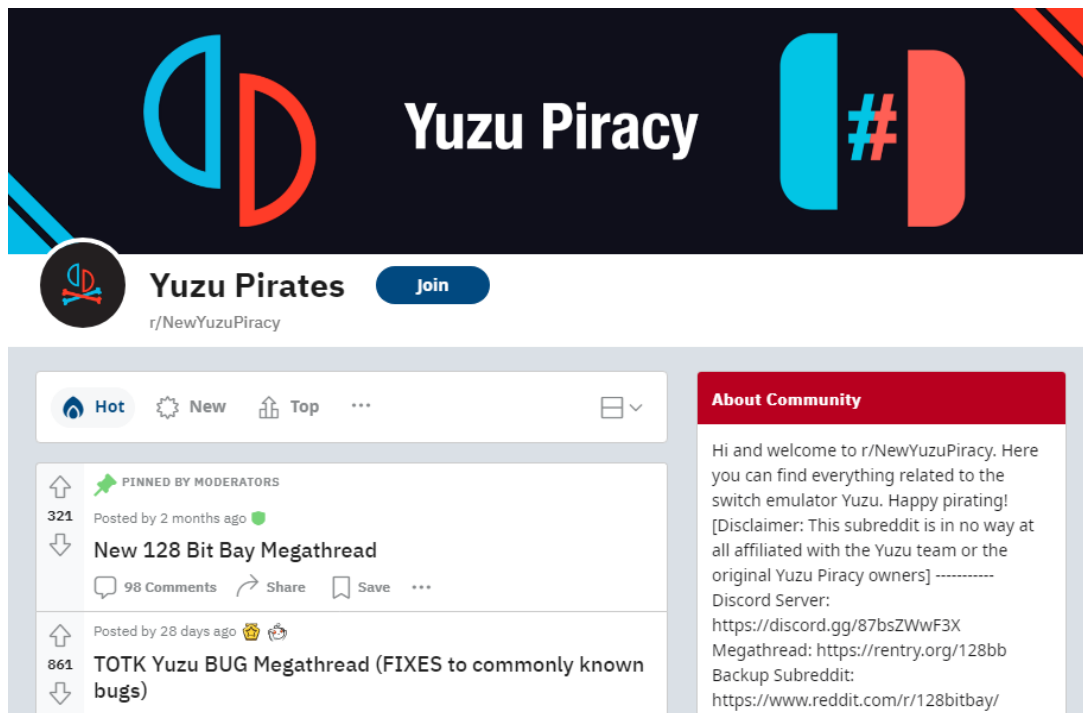 Yuzu Piracy
#
Yuzu Pirates
Join
r/NewYuzuPiracy
Hot
New
Top
...
PINNED BY MODERATORS
321
Posted by 2 months ago
New 128 Bit Bay Megathread
98 Comments
Share
Save
...
Posted by 28 days ago
861
TOTK Yuzu BUG Megathread (FIXES to commonly known
bugs)
About Community
Hi and welcome to r/NewYuzuPiracy. Here
you can find everything related to the
switch emulator Yuzu. Happy pirating!
[Disclaimer: This subreddit is in no way at
all affiliated with the Yuzu team or the
original Yuzu Piracy owners] -----------
Discord Server:
https://discord.gg/87bsZWwF3X
Megathread: https://rentry.org/128bb
Backup Subreddit:
https://www.reddit.com/r/128bitbay/